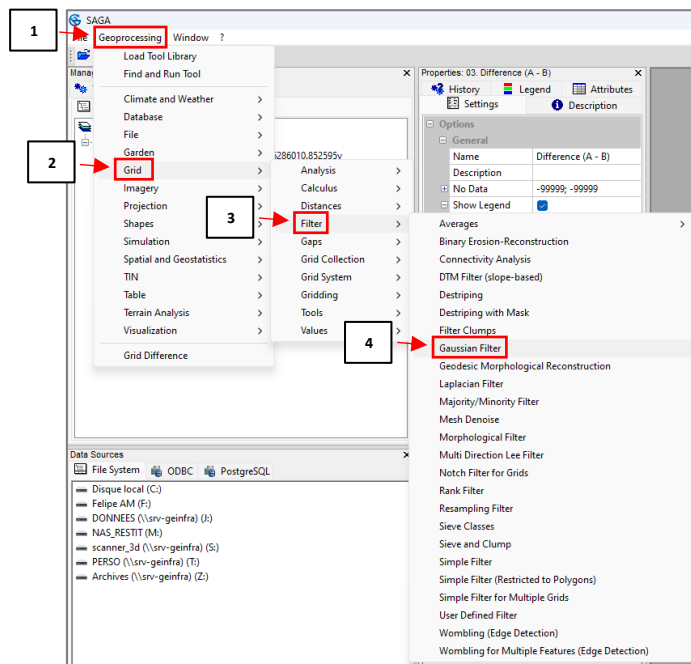 SAGA
1
File Geoprocessing Window ?
Load Tool Library
Find and Run Tool
Climate and Weather
Database
File
Garden
2
Grid
Imagery
Projection
Shapes
Simulation
Spatial and Geostatistics
TIN
Table
Terrain Analysis
Visualization
Grid Difference
6286010.852595y
3
Analysis
Calculus
Distances
Filter
Gaps
Grid Collection
Grid System
Gridding
Tools
Values
Properties: 03. Difference (A - B)
History Legend Attributes
Settings Description
Options
General
Name Difference (A - B)
Description
No Data -99999; -99999
Show Legend
4
Averages
Binary Erosion-Reconstruction
Connectivity Analysis
DTM Filter (slope-based)
Destriping
Destriping with Mask
Filter Clumps
Gaussian Filter
Geodesic Morphological Reconstruction
Laplacian Filter
Majority/Minority Filter
Mesh Denoise
Morphological Filter
Multi Direction Lee Filter
Notch Filter for Grids
Rank Filter
Resampling Filter
Sieve Classes
Sieve and Clump
Simple Filter
Simple Filter (Restricted to Polygons)
Simple Filter for Multiple Grids
User Defined Filter
Wombling (Edge Detection)
Wombling for Multiple Features (Edge Detection)
Data Sources
File System ODBC PostgreSQL
Disque local (C:)
Felipe AM (F:)
DONNEES (\\srv-geinfra) (J:)
NAS_RESTIT (M:)
scanner_3d (\\srv-geinfra) (S:)
PERSO (\\srv-geinfra) (T:)
Archives (\\srv-geinfra) (Z:)